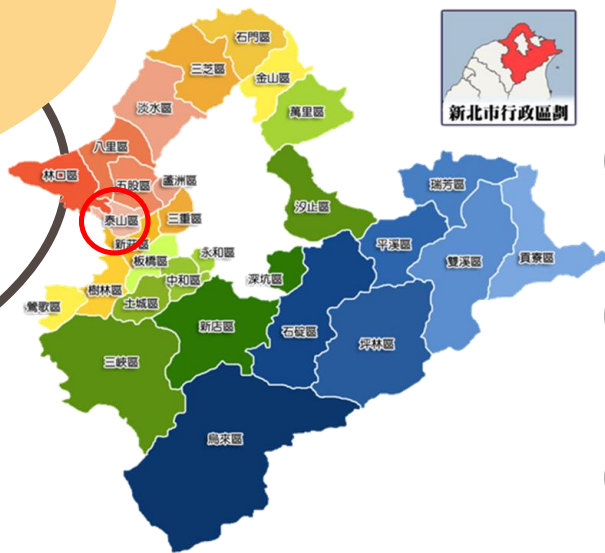 石門區
三芝區
金山區
新北市行政區劃
淡水區
萬里區
八里區
林口區
五股區
蘆洲區
瑞芳區
汐止區
泰山區
三重區
新莊區
平溪區
永和區
板橋區
雙溪區
貢寮區
深坑區
中和區
樹林區
鶯歌區
土城區
新店區
石碇區
坪林區
三峽區
烏來區